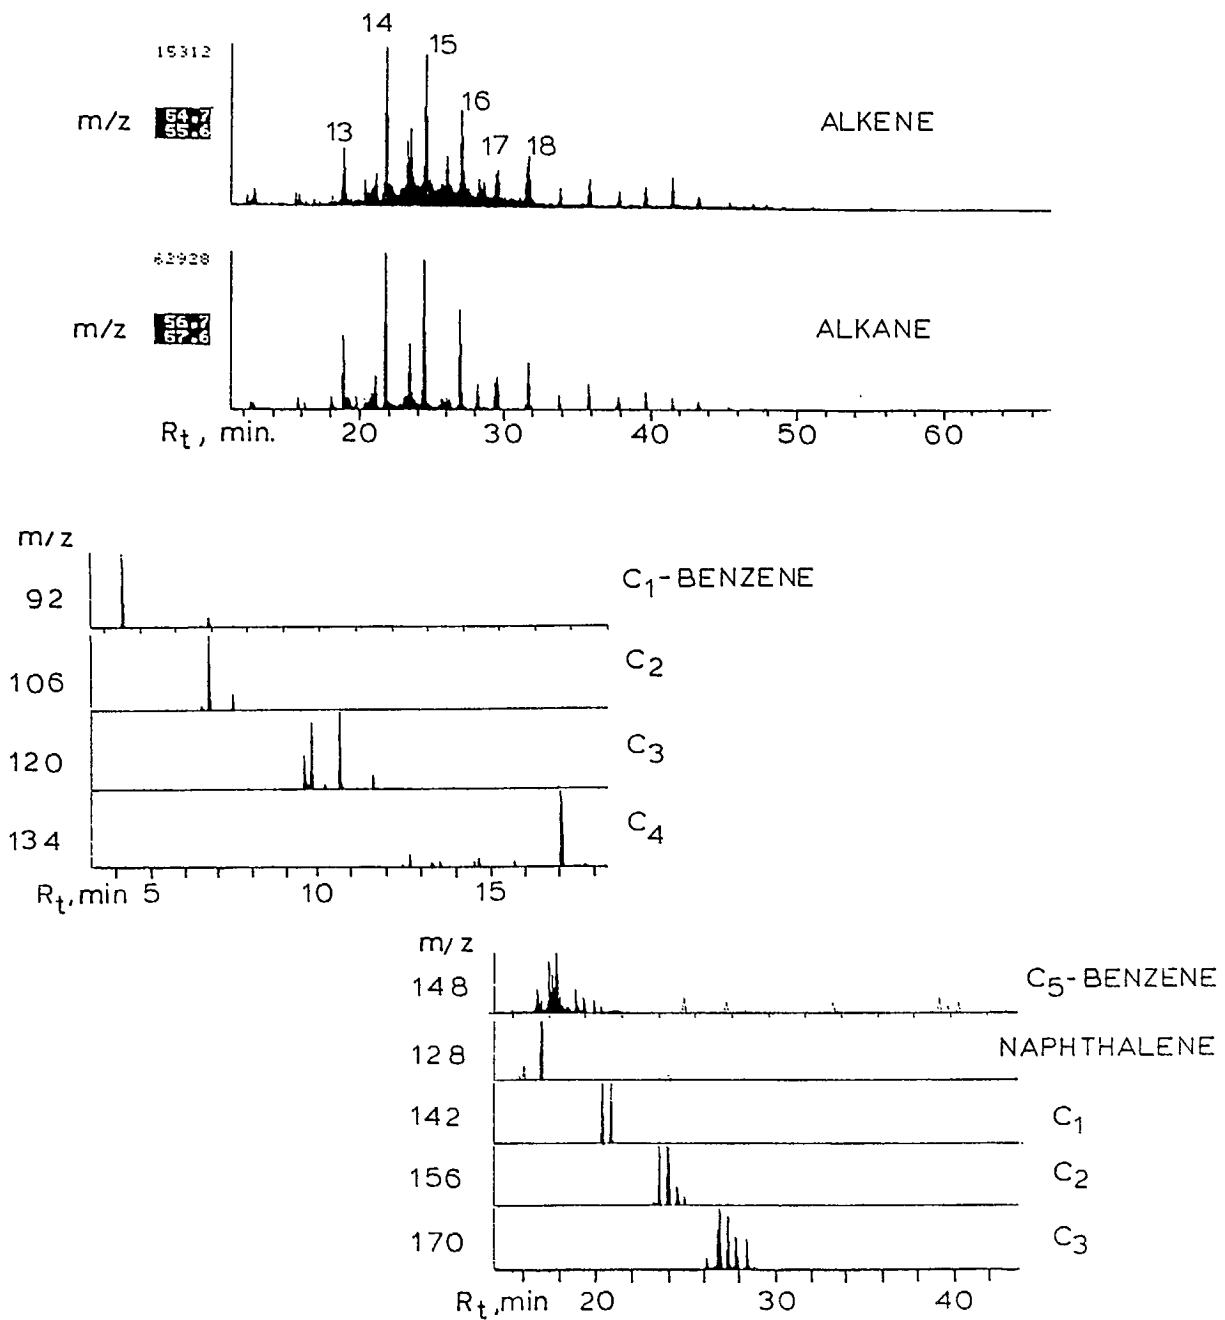 14
15312
15
m/z 54.7 55.6
16
ALKENE
13
17 18
62928
m/z 56.7 57.6
ALKANE
Rt, min. 20 30 40 50 60
m/z
92
C1-BENZENE
106
C2
120
C3
134
C4
Rt, min 5 10 15
m/z
148
C5-BENZENE
128
NAPHTHALENE
142
C1
156
C2
170
C3
Rt, min 20 30 40